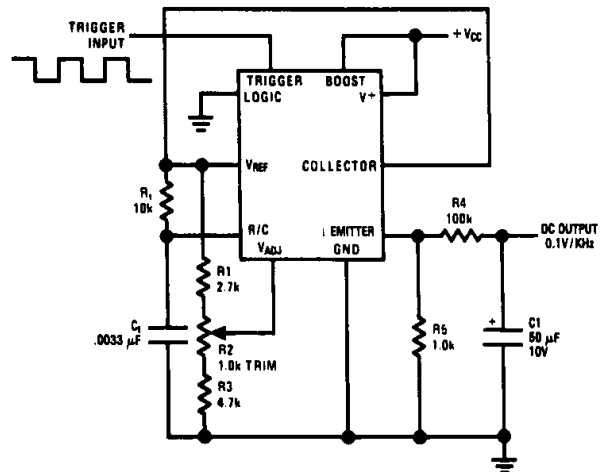 TRIGGER
INPUT
+VCC
TRIGGER
LOGIC
BOOST
V+
VREF
COLLECTOR
Rt
10k
R/C
VADJ
EMITTER
GND
R4
100k
DC OUTPUT
0.1V/KHz
R1
2.7k
Ct
.0033 µF
R2
1.0k TRIM
R3
4.7k
R5
1.0k
+
C1
50 µF
10V